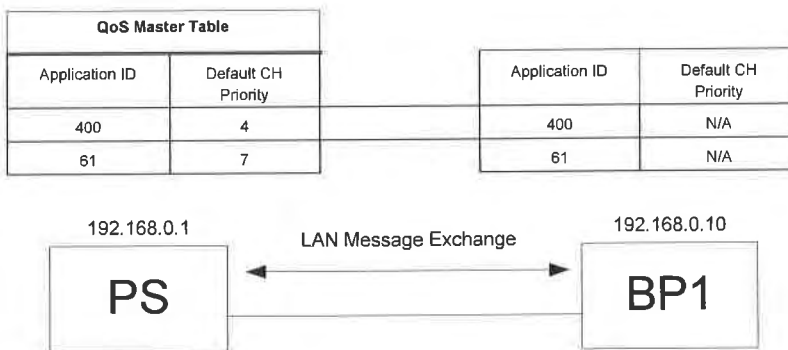 QoS Master Table
Application ID
Default CH
Priority
400
4
61
7
Application ID
Default CH
Priority
400
N/A
61
N/A
192.168.0.1
LAN Message Exchange
192.168.0.10
PS
BP1